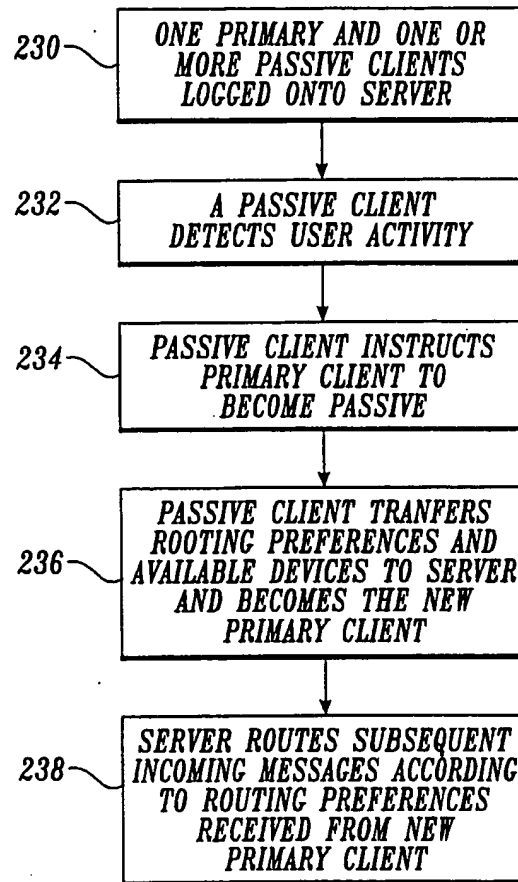 230
ONE PRIMARY AND ONE OR
MORE PASSIVE CLIENTS
LOGGED ONTO SERVER
232
A PASSIVE CLIENT
DETECTS USER ACTIVITY
234
PASSIVE CLIENT INSTRUCTS
PRIMARY CLIENT TO
BECOME PASSIVE
236
PASSIVE CLIENT TRANFERS
ROOTING PREFERENCES AND
AVAILABLE DEVICES TO SERVER
AND BECOMES THE NEW
PRIMARY CLIENT
238
SERVER ROUTES SUBSEQUENT
INCOMING MESSAGES ACCORDING
TO ROUTING PREFERENCES
RECEIVED FROM NEW
PRIMARY CLIENT